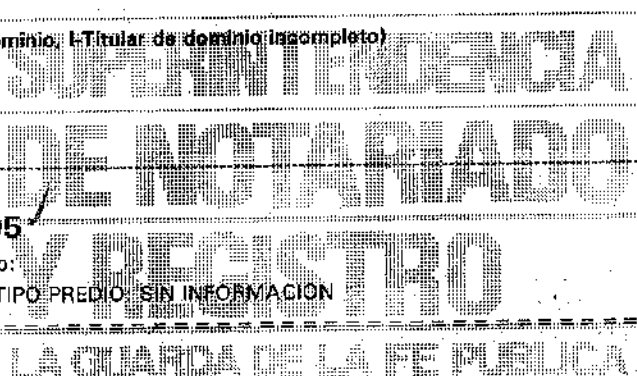 ominio, I-Titular de dominio incompleto)
SUPERINTENDENCIA
DE NOTARIADO
05
Y REGISTRO
o:
TIPO PREDIO: SIN INFORMACION
LA GUARDA DE LA FE PUBLICA